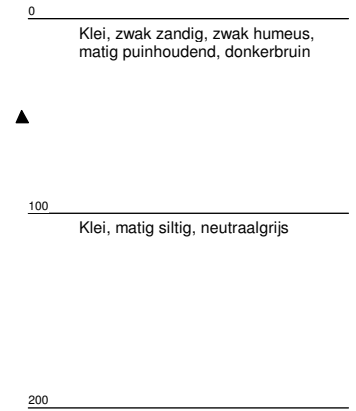 0
Klei, zwak zandig, zwak humeus,
matig puinhoudend, donkerbruin
100
Klei, matig siltig, neutraalgrijs
200